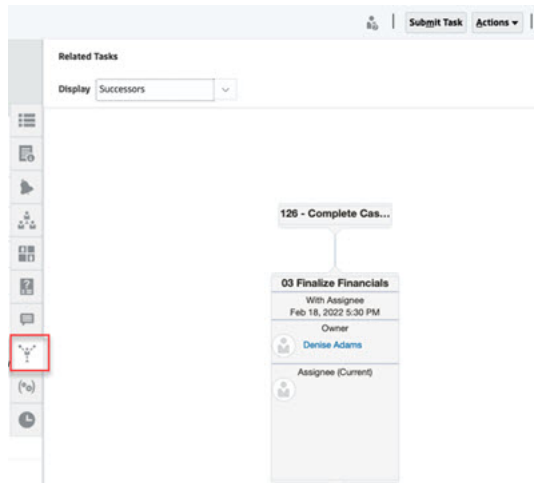 Submit Task Actions
Related Tasks
Display Successors
126 - Complete Cas...
03 Finalize Financials
With Assignee
Feb 18, 2022 5:30 PM
Owner
Denise Adams
Assignee (Current)